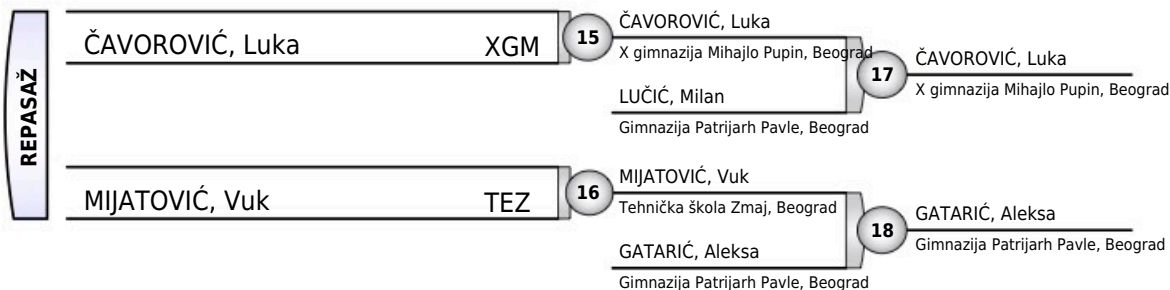 REPASAŽ
ČAVOROVIĆ, Luka XGM
15
ČAVOROVIĆ, Luka
X gimnazija Mihajlo Pupin, Beograd
LUČIĆ, Milan
Gimnazija Patrijarh Pavle, Beograd
17
ČAVOROVIĆ, Luka
X gimnazija Mihajlo Pupin, Beograd
MIJATOVIĆ, Vuk TEZ
16
MIJATOVIĆ, Vuk
Tehnička škola Zmaj, Beograd
GATARIĆ, Aleksa
Gimnazija Patrijarh Pavle, Beograd
18
GATARIĆ, Aleksa
Gimnazija Patrijarh Pavle, Beograd